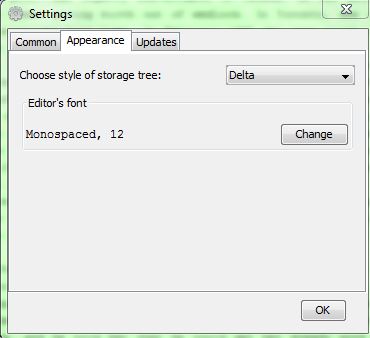 Settings
Common Appearance Updates
Choose style of storage tree: Delta
Editor's font
Monospaced, 12 Change
OK